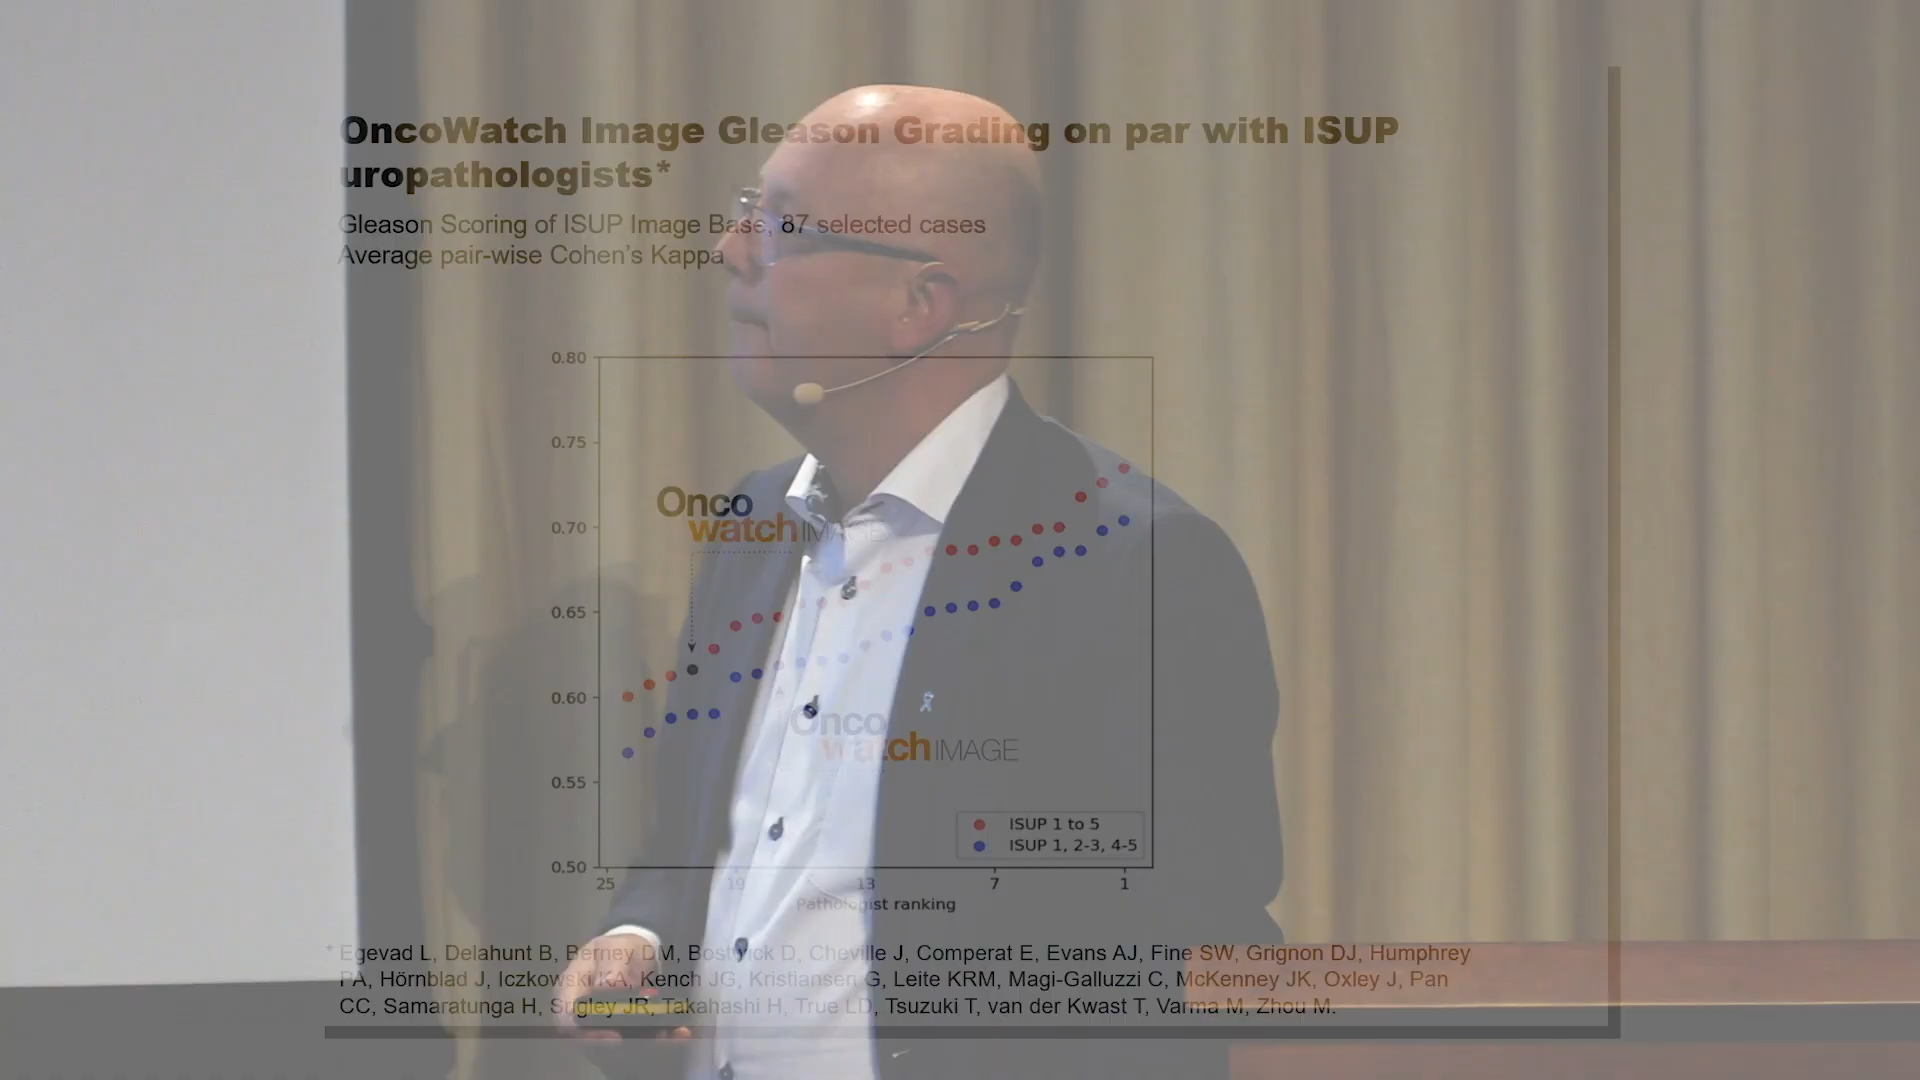 OncoWatch Image Gleason Grading on par with ISUP
uropathologists*
Gleason Scoring of ISUP Image Base, 87 selected cases
Average pair-wise Cohen's Kappa
0.80
0.75
Onco
watch IMAGE
0.70
0.65
0.60
Onco
watch IMAGE
0.55
ISUP 1 to 5
ISUP 1, 2-3, 4-5
0.50
25 19 13 7 1
Pathologist ranking
* Egevad L, Delahunt B, Berney DM, Bostwick D, Cheville J, Comperat E, Evans AJ, Fine SW, Grignon DJ, Humphrey
PA, Hörnblad J, Iczkowski KA, Kench JG, Kristiansen G, Leite KRM, Magi-Galluzzi C, McKenney JK, Oxley J, Pan
CC, Samaratunga H, Srigley JR, Takahashi H, True LD, Tsuzuki T, van der Kwast T, Varma M, Zhou M.